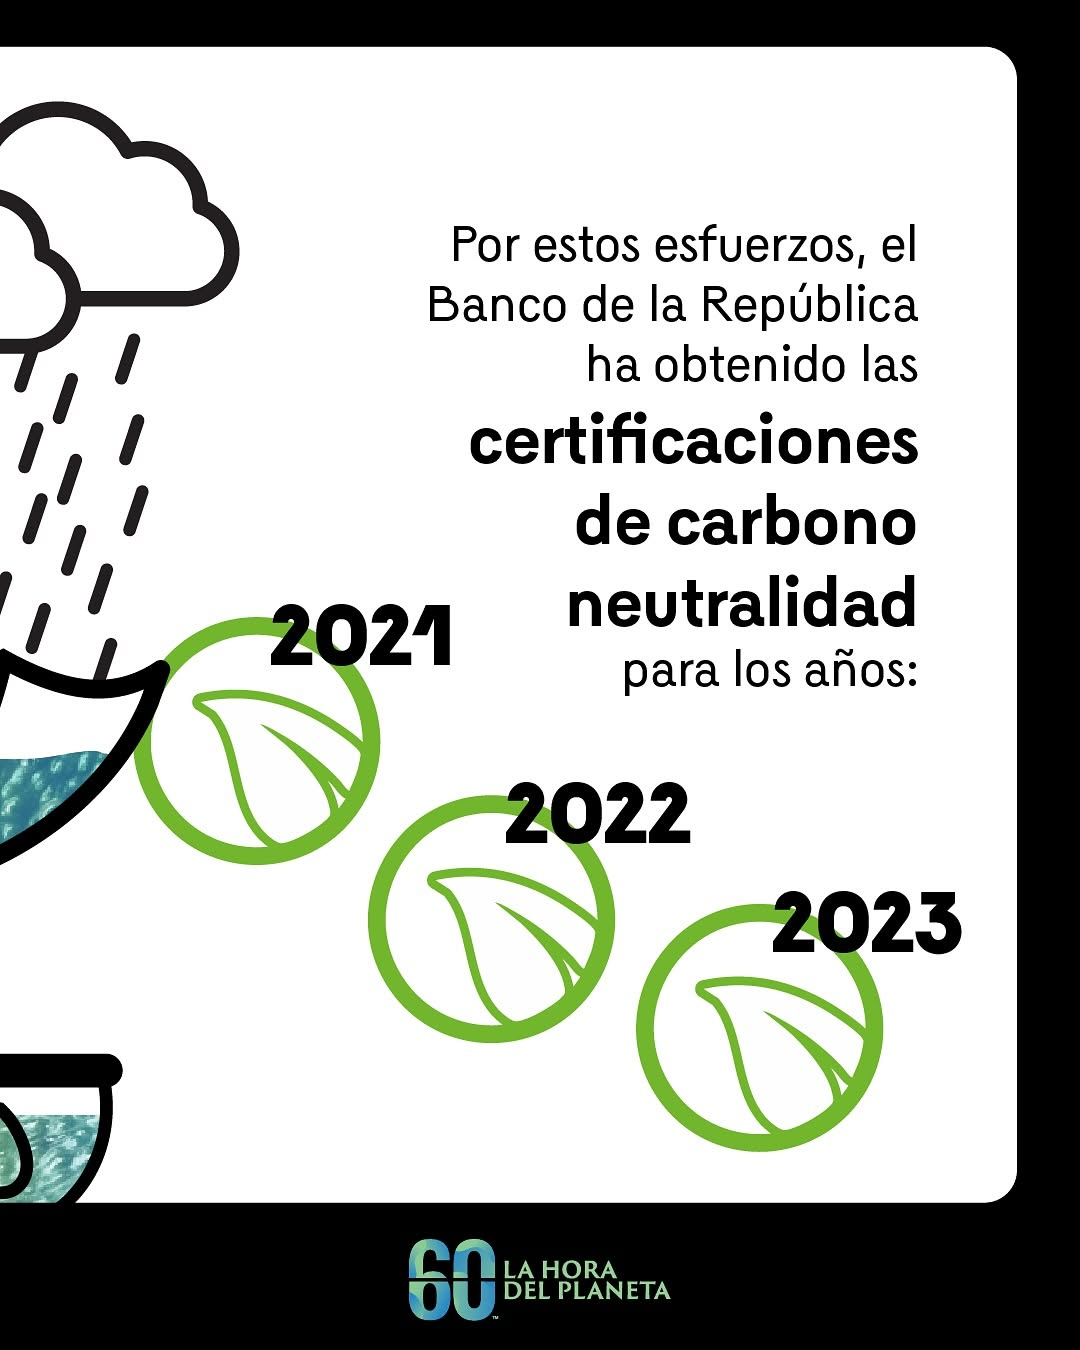 Por estos esfuerzos, el
Banco de la República
ha obtenido las
certificaciones
de carbono
neutralidad
para los años:
2021
2022
2023
60 LA HORA
DEL PLANETA
™